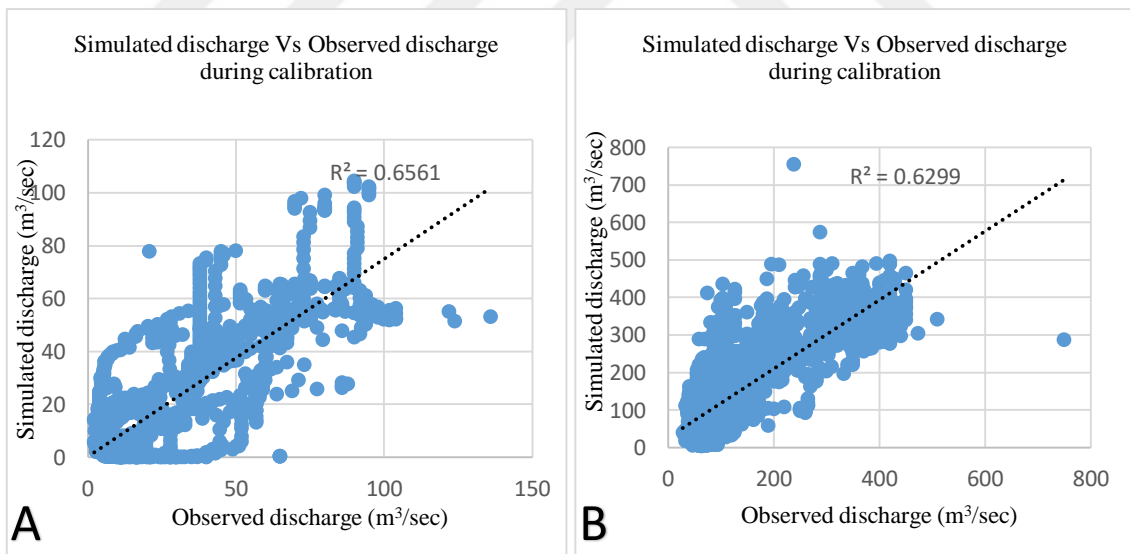 Simulated discharge Vs Observed discharge
during calibration
120
100
80
60
40
20
0
0 50 100 150
R² = 0.6561
Simulated discharge (m³/sec)
Observed discharge (m³/sec)
A
Simulated discharge Vs Observed discharge
during calibration
800
700
600
500
400
300
200
100
0
0 200 400 600 800
R² = 0.6299
Simulated discharge (m³/sec)
Observed discharge (m³/sec)
B